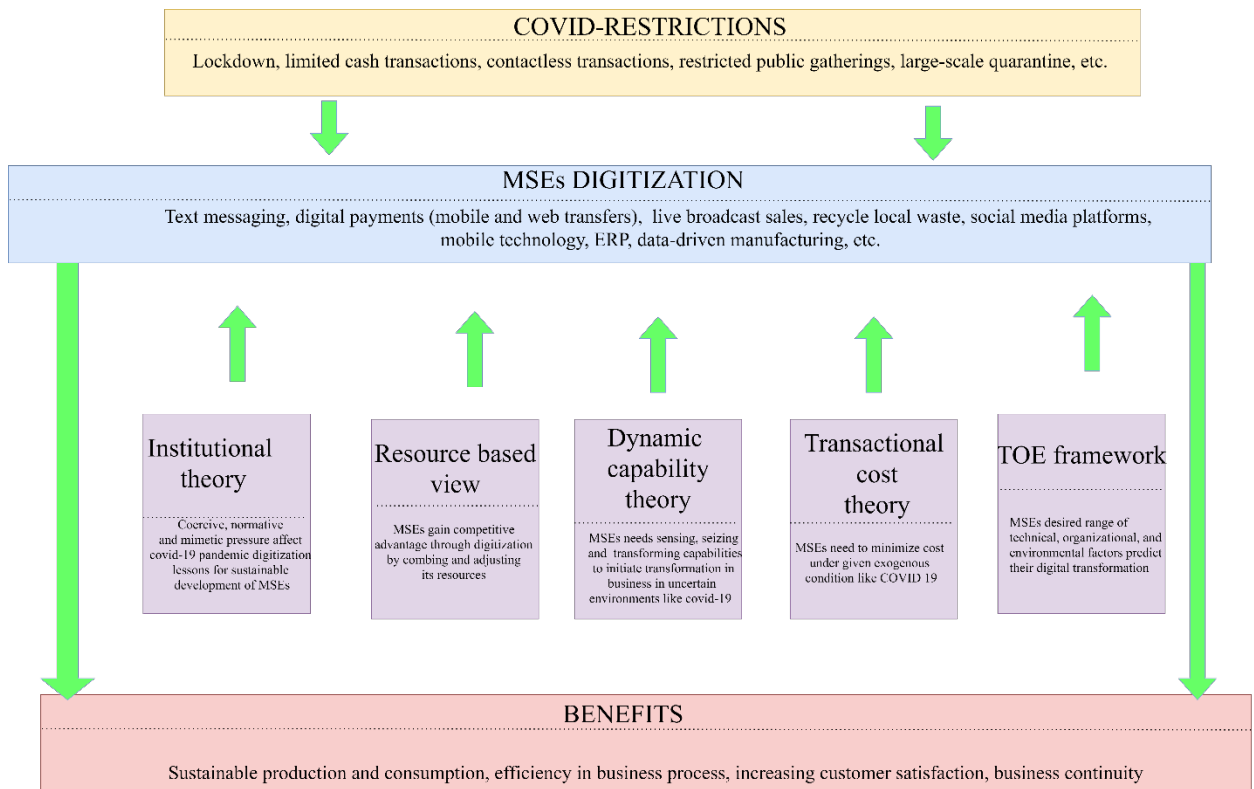 COVID-RESTRICTIONS
Lockdown, limited cash transactions, contactless transactions, restricted public gatherings, large-scale quarantine, etc.
MSEs DIGITIZATION
Text messaging, digital payments (mobile and web transfers), live broadcast sales, recycle local waste, social media platforms,
mobile technology, ERP, data-driven manufacturing, etc.
Institutional
theory
Coercive, normative
and mimetic pressure affect
covid-19 pandemic digitization
lessons for sustainable
development of MSEs
Resource based
view
MSEs gain competitive
advantage through digitization
by combing and adjusting
its resources
Dynamic
capability
theory
MSEs needs sensing, seizing
and transforming capabilities
to initiate transformation in
business in uncertain
environments like covid-19
Transactional
cost
theory
MSEs need to minimize cost
under given exogenous
condition like COVID 19
TOE framework
MSEs desired range of
technical, organizational, and
environmental factors predict
their digital transformation
BENEFITS
Sustainable production and consumption, efficiency in business process, increasing customer satisfaction, business continuity